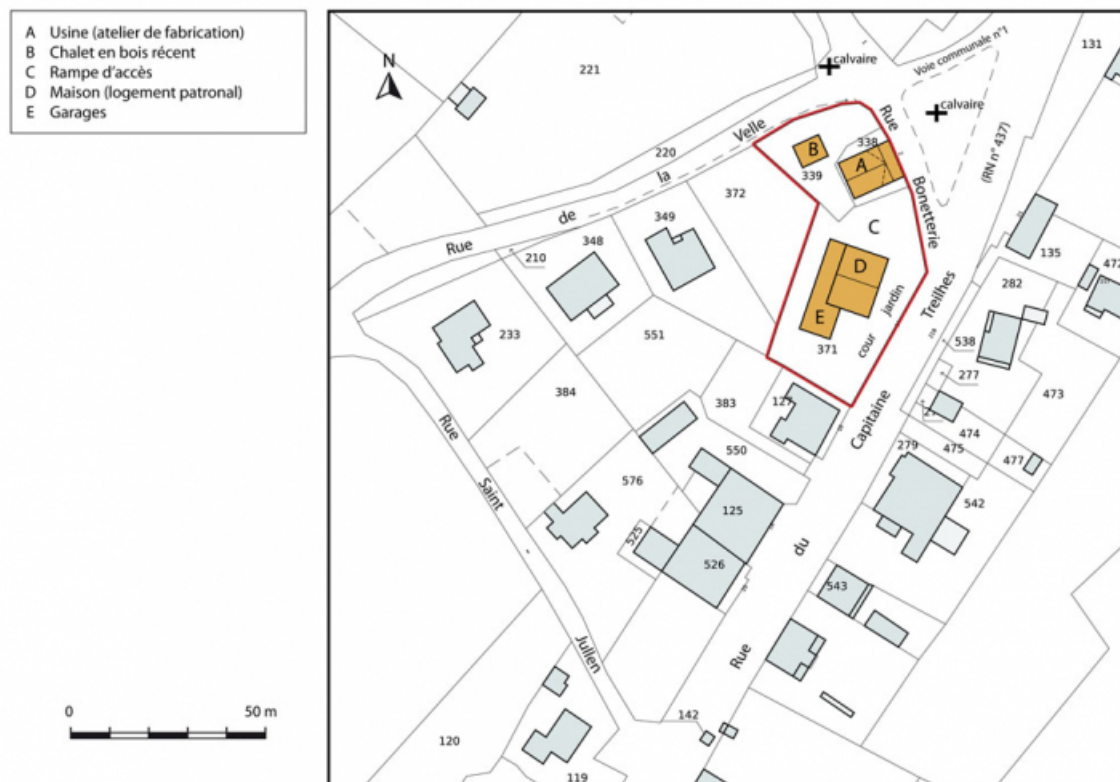 A Usine (atelier de fabrication)
B Chalet en bois récent
C Rampe d'accès
D Maison (logement patronal)
E Garages
N
0 50 m
131
221
calvaire
Voie communale n°1
calvaire
(RN n° 437)
Rue de la Velle
220
Rue Bonetterie
338
A
B
339
372
C
349
348
210
D
E
371
cour jardin
135
472
282
538
277
473
474
475
477
279
542
233
551
384
383
127
550
576
125
525
526
543
Rue Saint Julien
Rue du Capitaine Treilhes
142
120
119